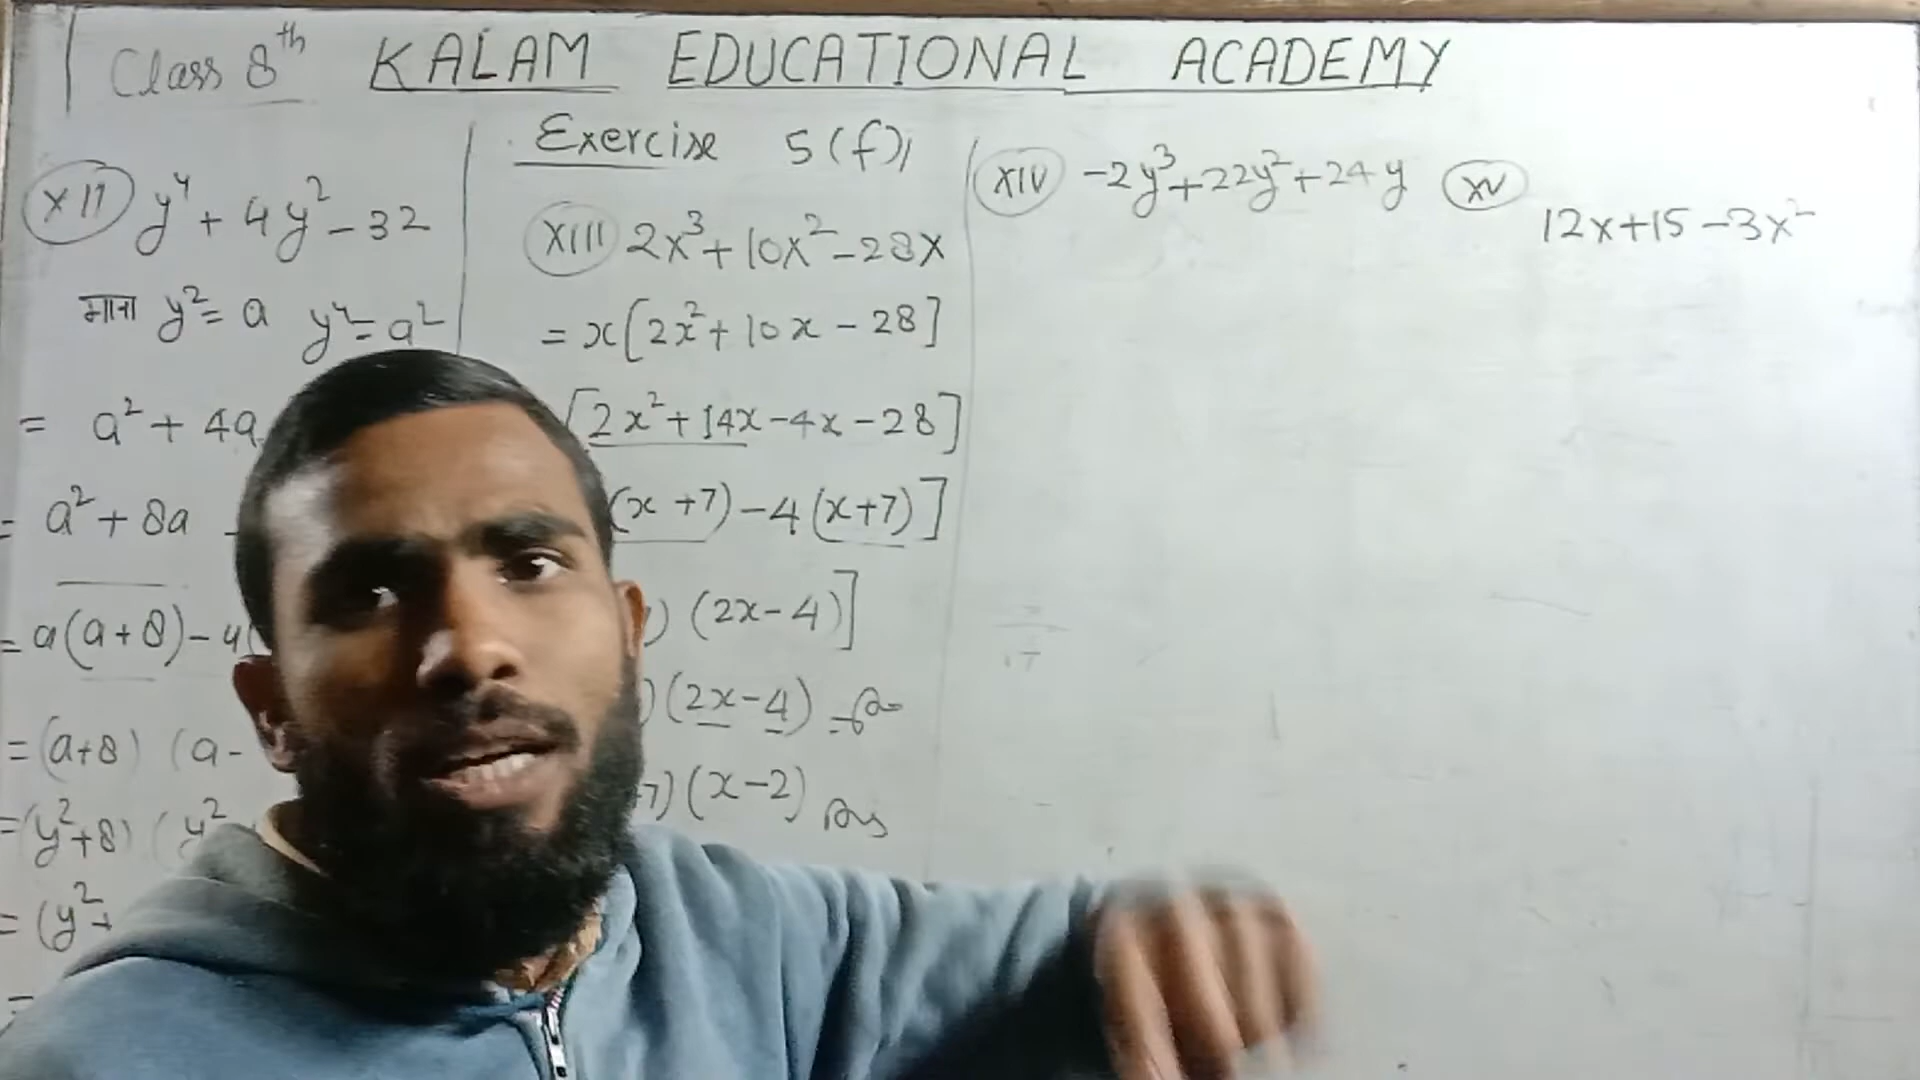 Class 8th KALAM EDUCATIONAL ACADEMY
Exercise 5(f)
XII y⁴ + 4y² - 32
माना y² = a y⁴ = a²
= a² + 4a
= a² + 8a -
= a(a+8) - 4(
= (a+8) (a-
= (y²+8) (y²
= (y²+
=
XIII 2x³ + 10x² - 28x
= x[2x² + 10x - 28]
[2x² + 14x - 4x - 28]
(x+7) - 4(x+7)]
) (2x-4)]
) (2x-4)
7) (x-2) Ans
XIV -2y³ + 22y² + 24y
XV
12x + 15 - 3x²